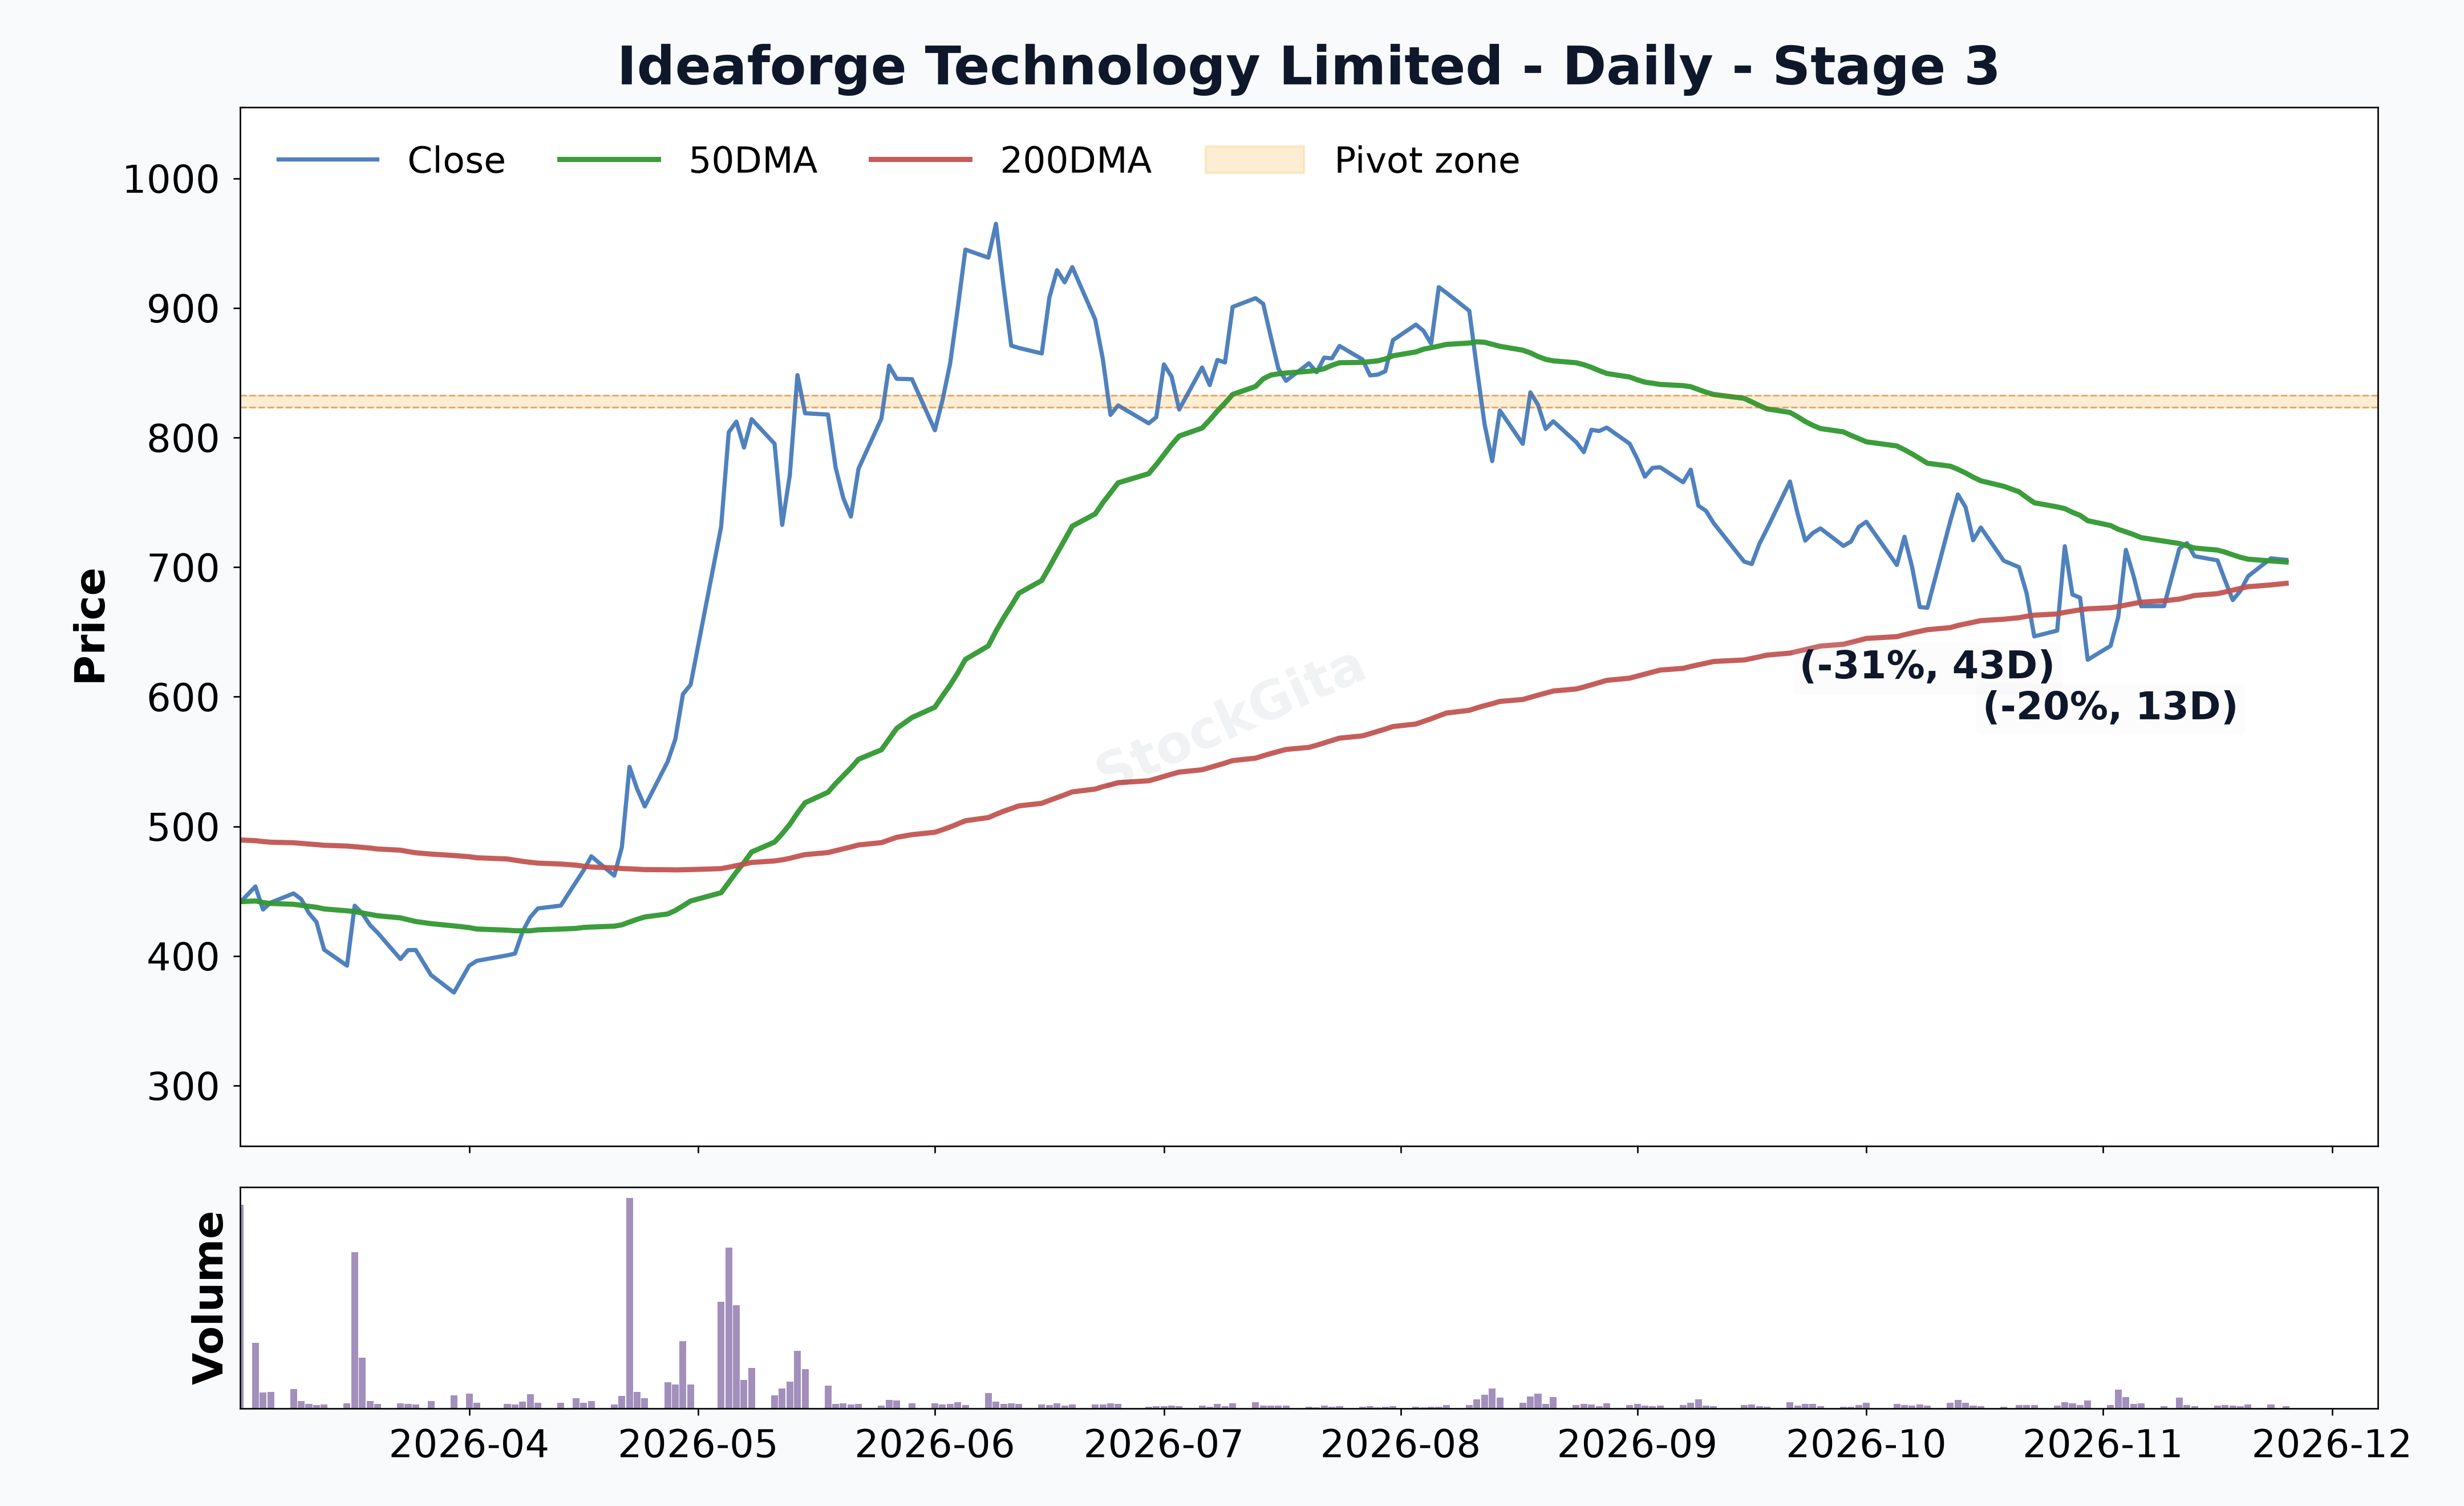 Ideaforge Technology Limited - Daily - Stage 3
Close 50DMA 200DMA Pivot zone
1000
900
800
700
600
500
400
300
Price
(-31%, 43D)
(-20%, 13D)
StockGita
Volume
2026-04 2026-05 2026-06 2026-07 2026-08 2026-09 2026-10 2026-11 2026-12